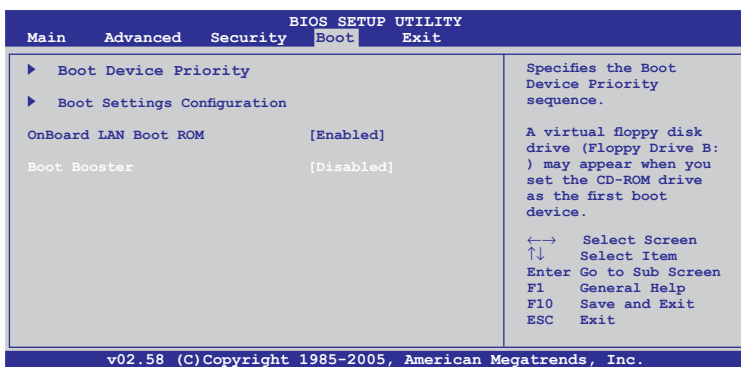 BIOS SETUP UTILITY
Main Advanced Security Boot Exit
Boot Device Priority
Boot Settings Configuration
OnBoard LAN Boot ROM [Enabled]
Boot Booster [Disabled]
Specifies the Boot
Device Priority
sequence.
A virtual floppy disk
drive (Floppy Drive B:
) may appear when you
set the CD-ROM drive
as the first boot
device.
←→ Select Screen
↑↓ Select Item
Enter Go to Sub Screen
F1 General Help
F10 Save and Exit
ESC Exit
v02.58 (C)Copyright 1985-2005, American Megatrends, Inc.